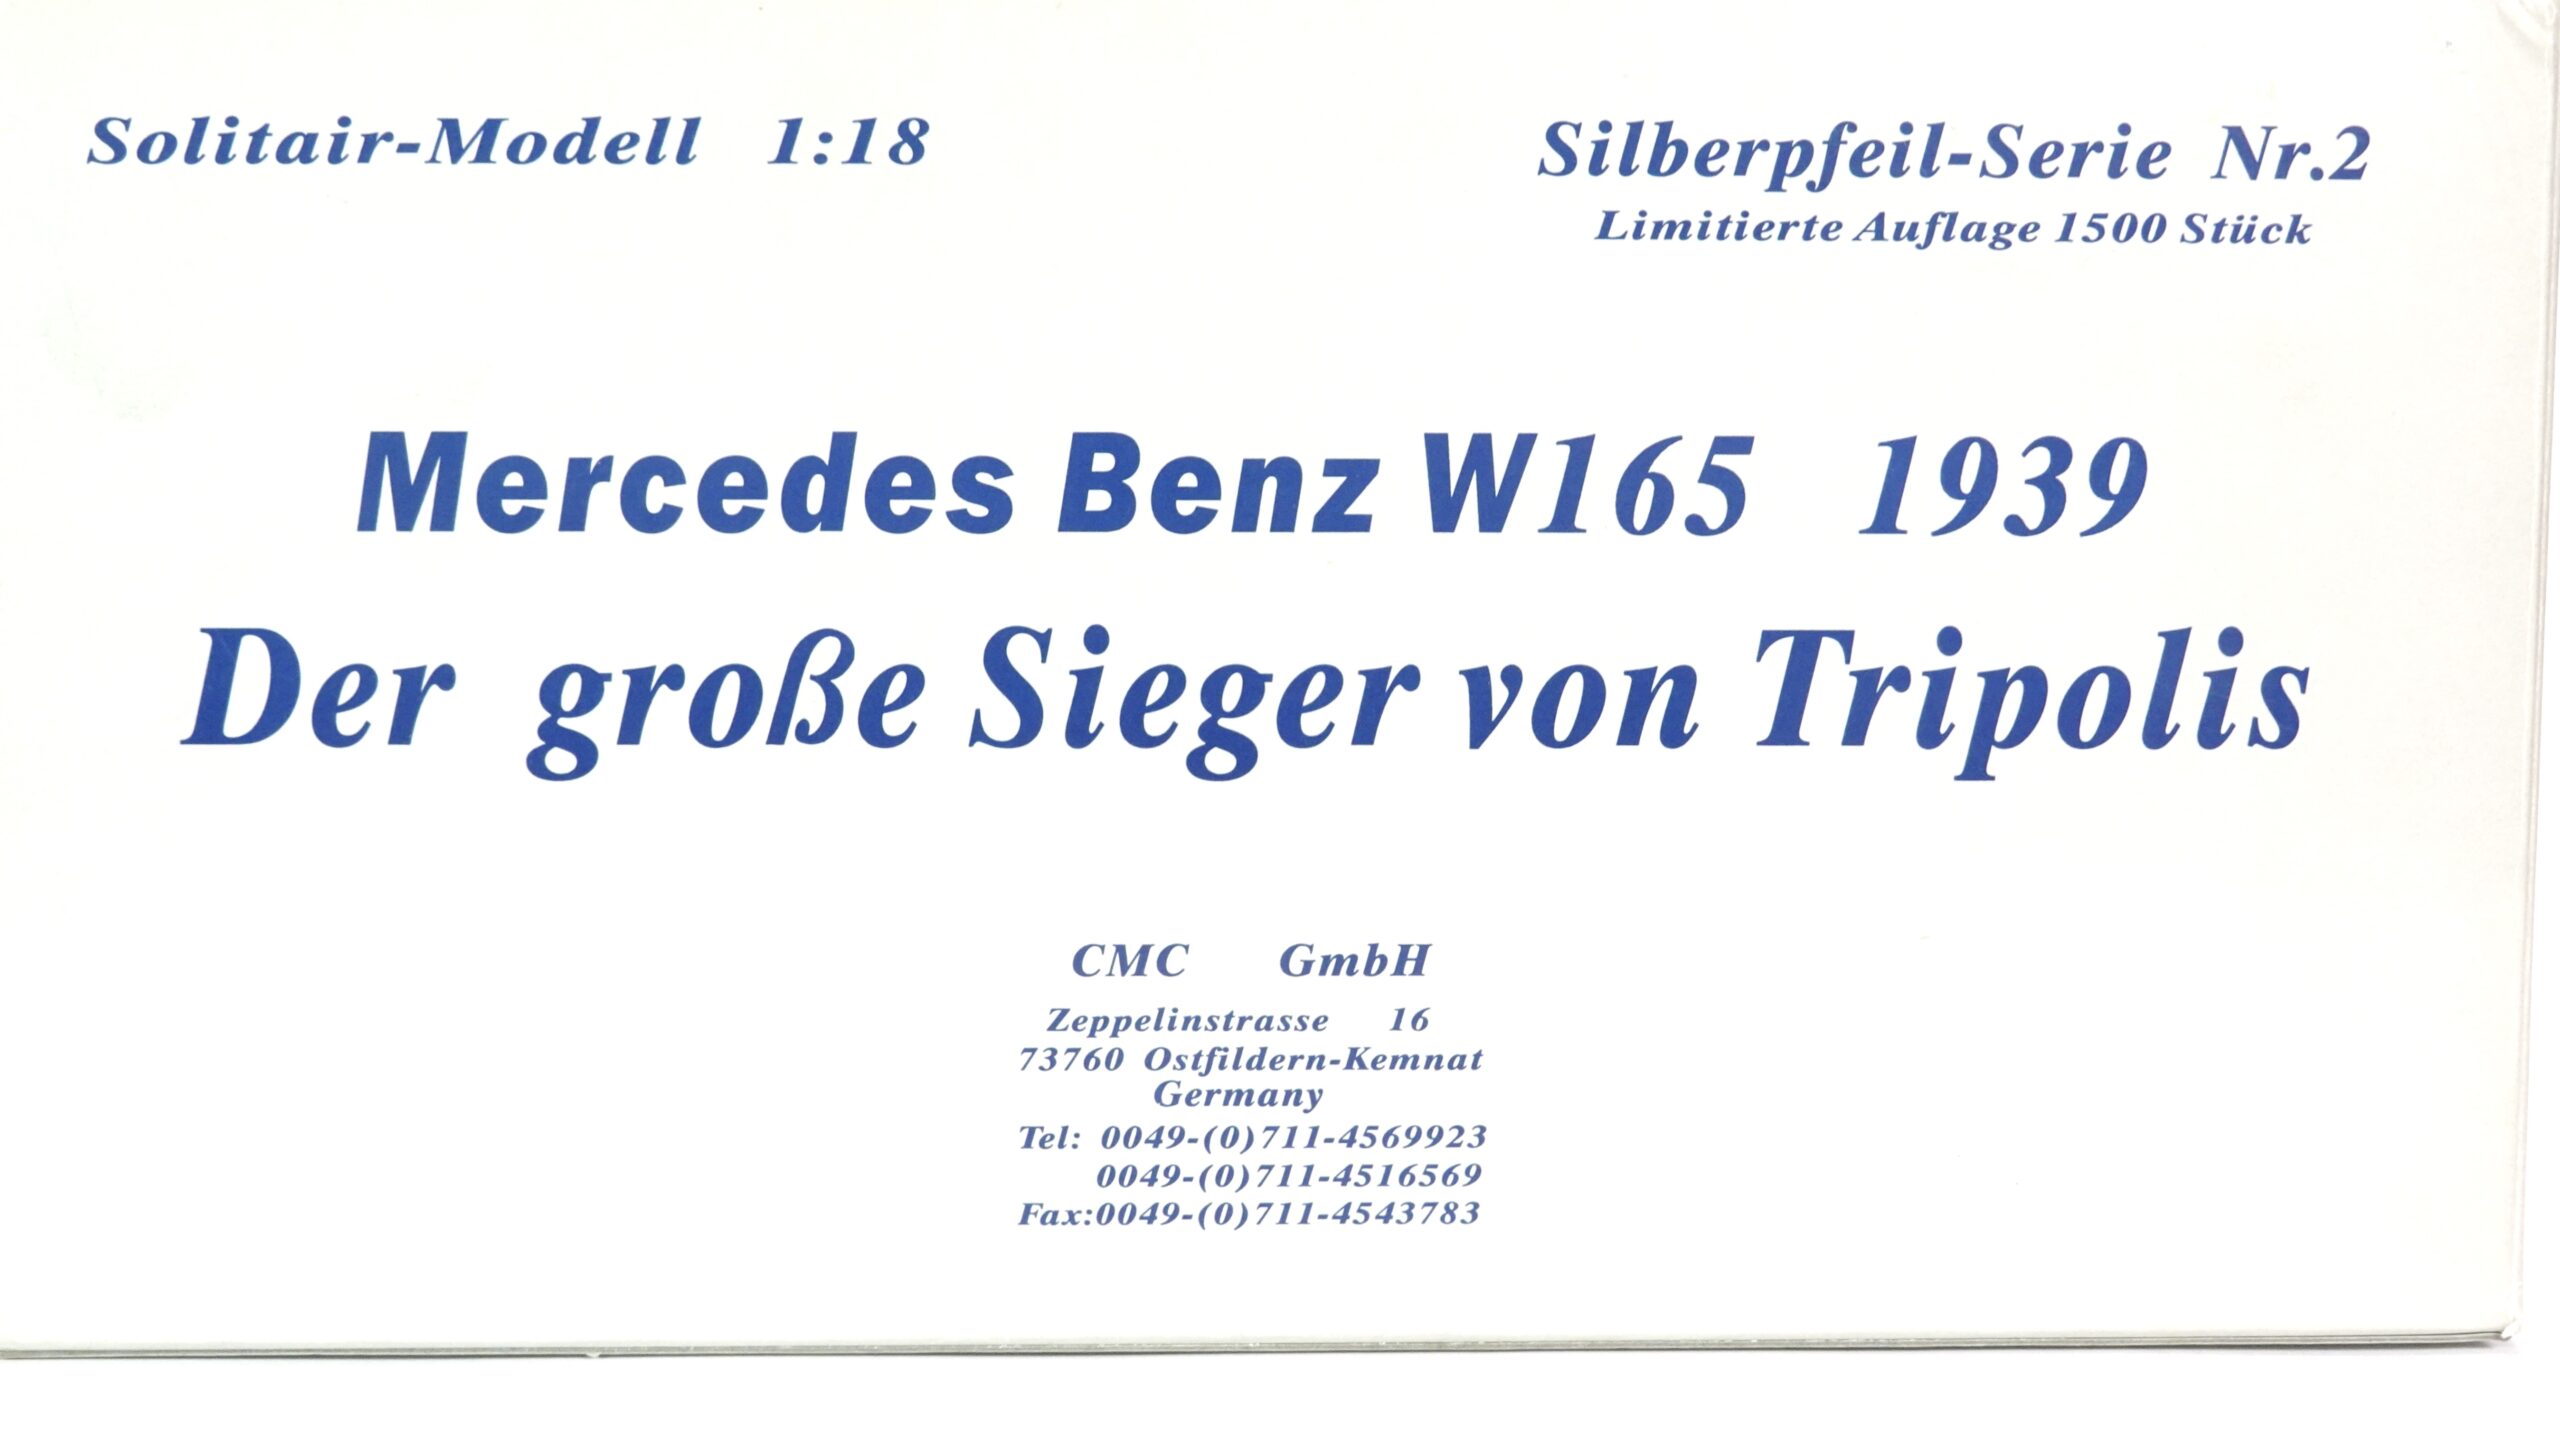 Solitair-Modell 1:18
Silberpfeil-Serie Nr.2
Limitierte Auflage 1500 Stück
Mercedes Benz W165 1939
Der große Sieger von Tripolis
CMC GmbH
Zeppelinstrasse 16
73760 Ostfildern-Kemnat
Germany
Tel: 0049-(0)711-4569923
0049-(0)711-4516569
Fax:0049-(0)711-4543783